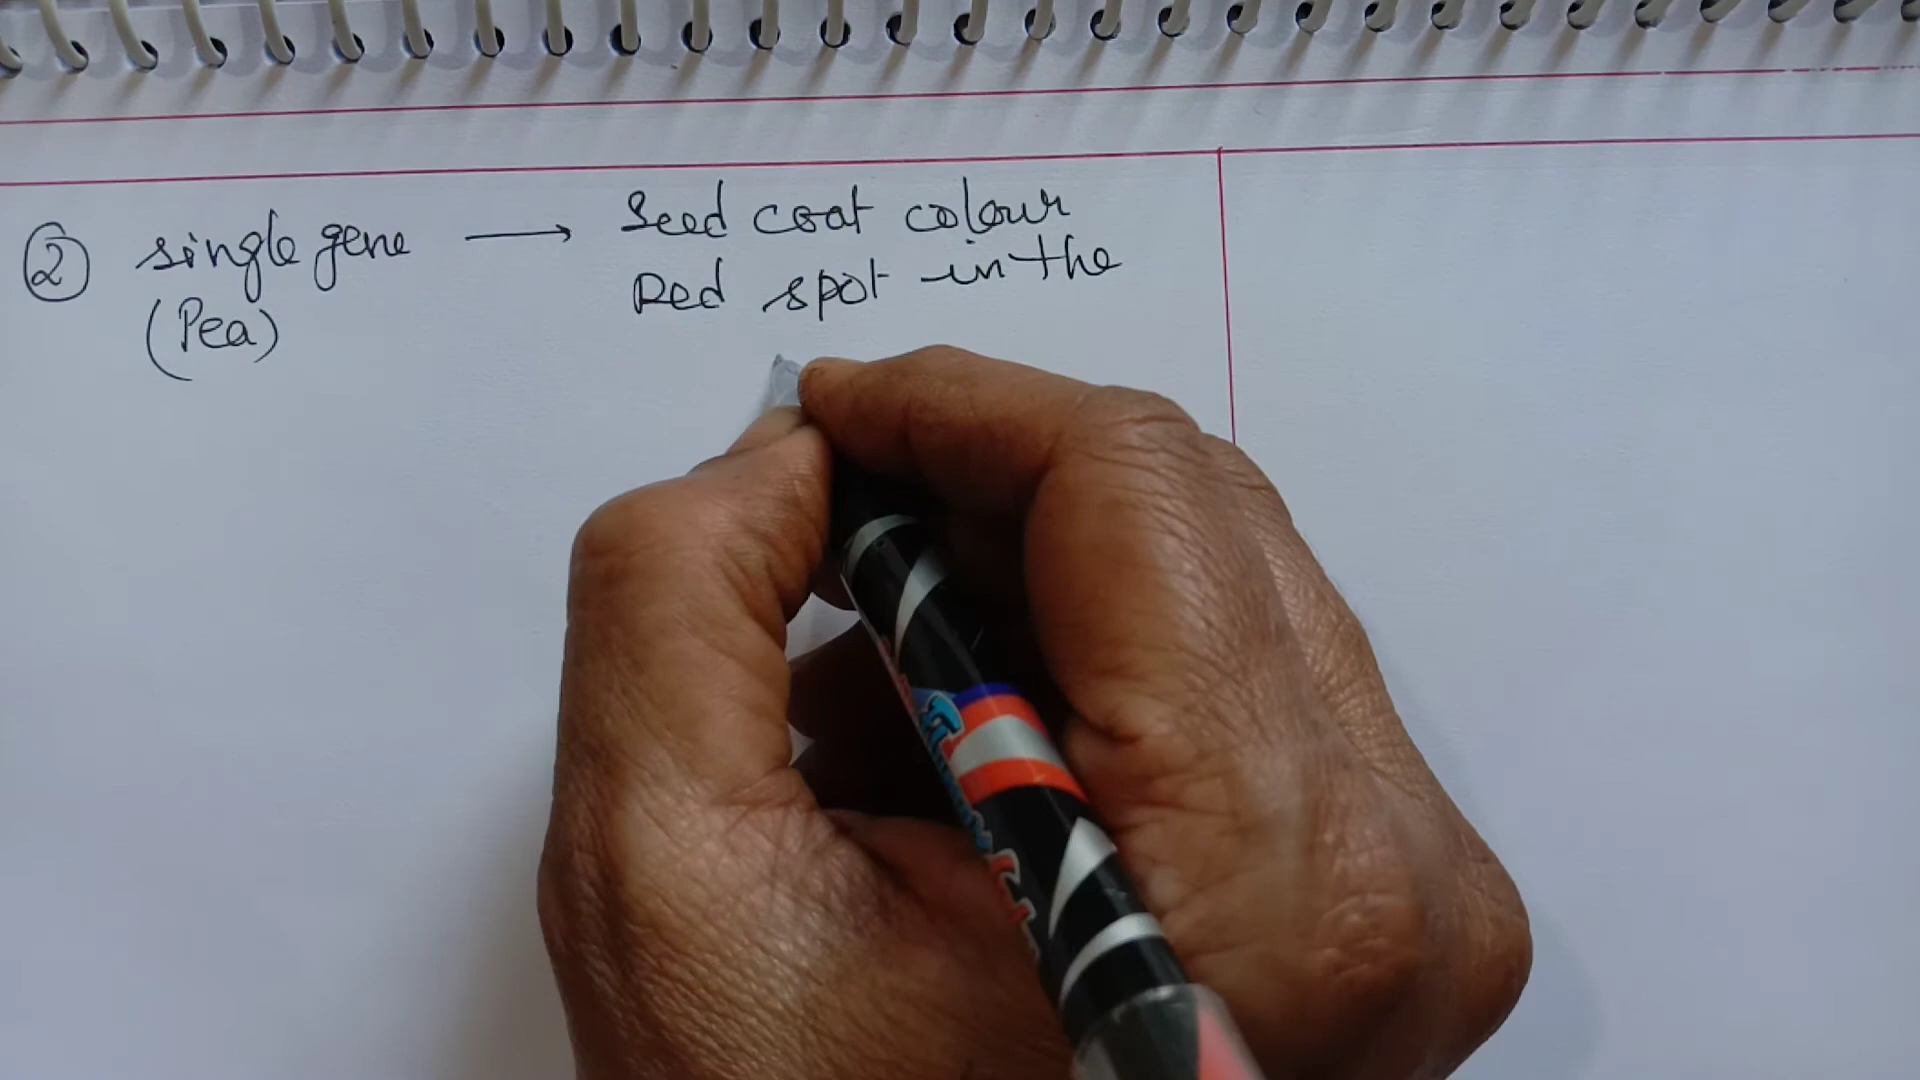 ② single gene ⟶ Seed coat colour
(Pea) Red spot in the